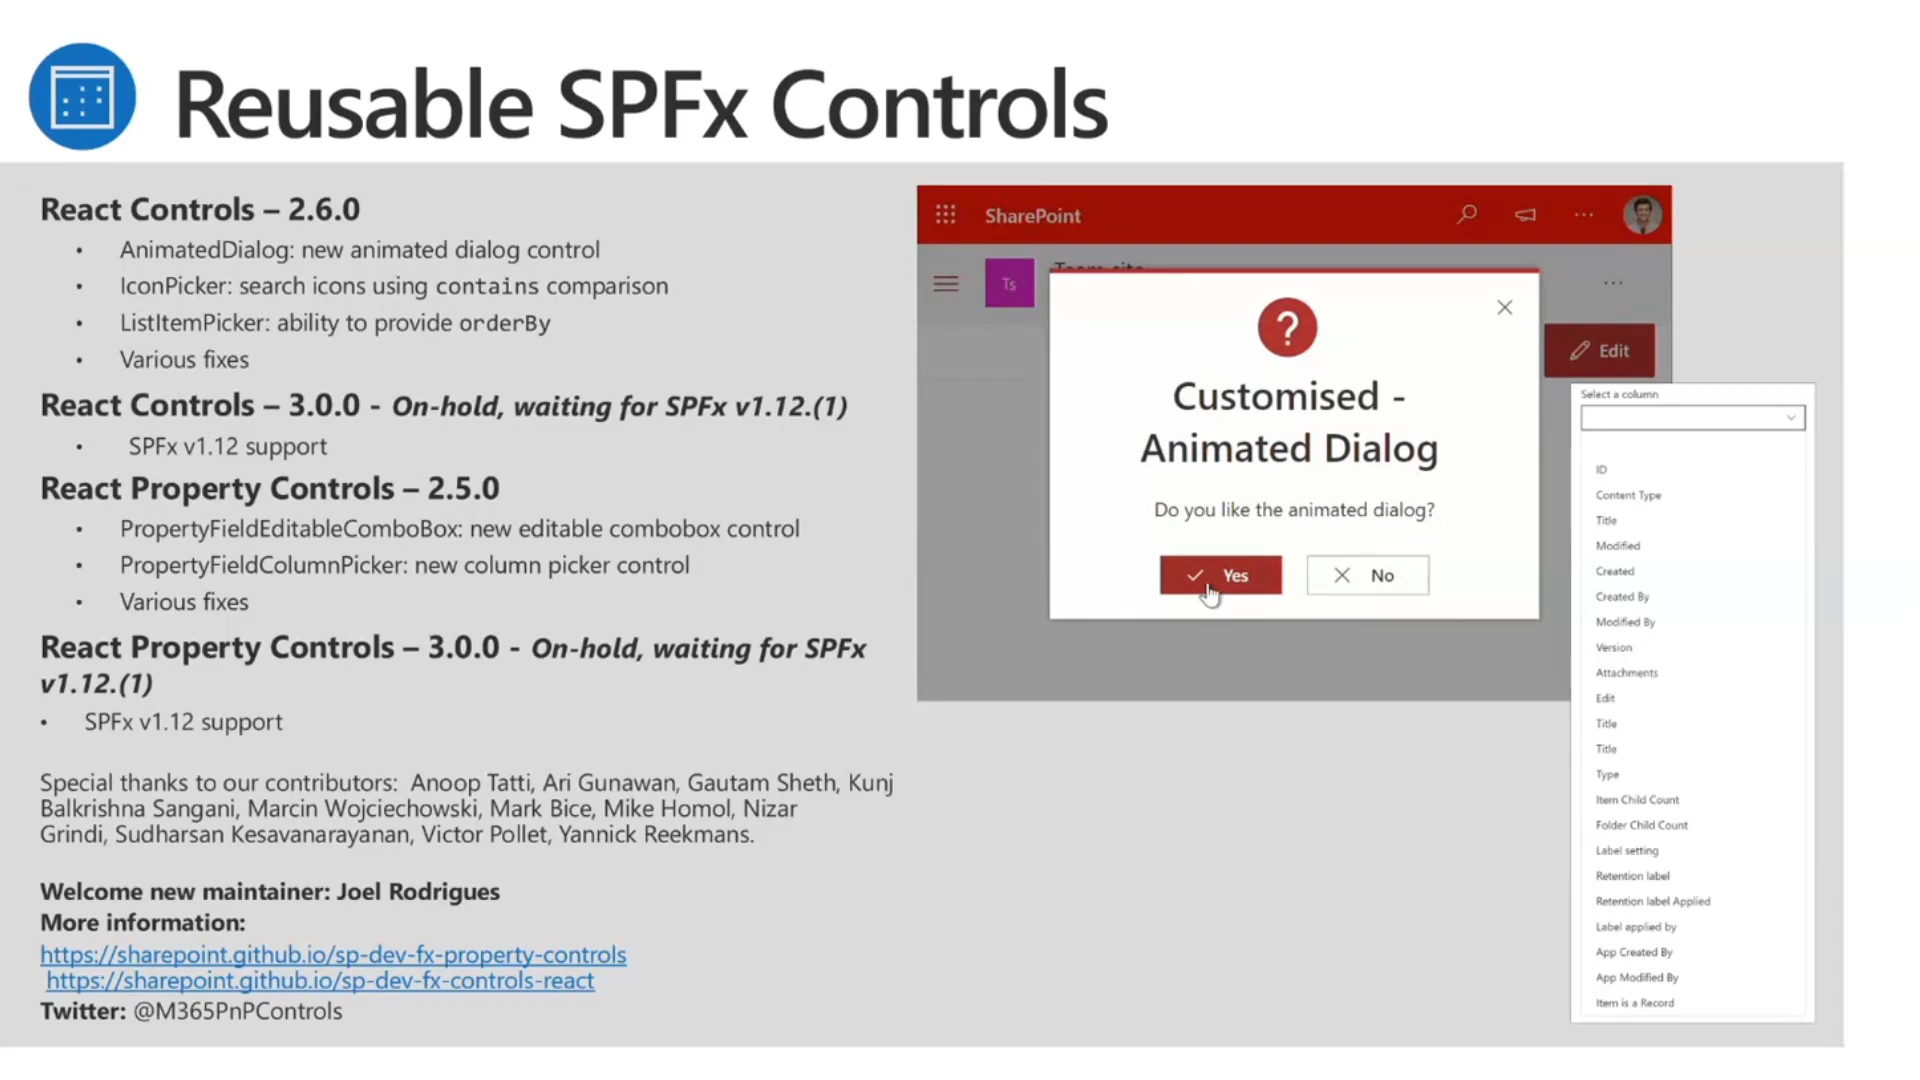 Reusable SPFx Controls
React Controls – 2.6.0
• AnimatedDialog: new animated dialog control
• IconPicker: search icons using contains comparison
• ListItemPicker: ability to provide orderBy
• Various fixes
React Controls – 3.0.0 - On-hold, waiting for SPFx v1.12.(1)
• SPFx v1.12 support
React Property Controls – 2.5.0
• PropertyFieldEditableComboBox: new editable combobox control
• PropertyFieldColumnPicker: new column picker control
• Various fixes
React Property Controls – 3.0.0 - On-hold, waiting for SPFx
v1.12.(1)
• SPFx v1.12 support
Special thanks to our contributors: Anoop Tatti, Ari Gunawan, Gautam Sheth, Kunj
Balkrishna Sangani, Marcin Wojciechowski, Mark Bice, Mike Homol, Nizar
Grindi, Sudharsan Kesavanarayanan, Victor Pollet, Yannick Reekmans.
Welcome new maintainer: Joel Rodrigues
More information:
https://sharepoint.github.io/sp-dev-fx-property-controls
https://sharepoint.github.io/sp-dev-fx-controls-react
Twitter: @M365PnPControls
SharePoint
Ts
Team site
Edit
?
Customised -
Animated Dialog
Do you like the animated dialog?
Yes
No
Select a column
ID
Content Type
Title
Modified
Created
Created By
Modified By
Version
Attachments
Edit
Title
Title
Type
Item Child Count
Folder Child Count
Label setting
Retention label
Retention label Applied
Label applied by
App Created By
App Modified By
Item is a Record